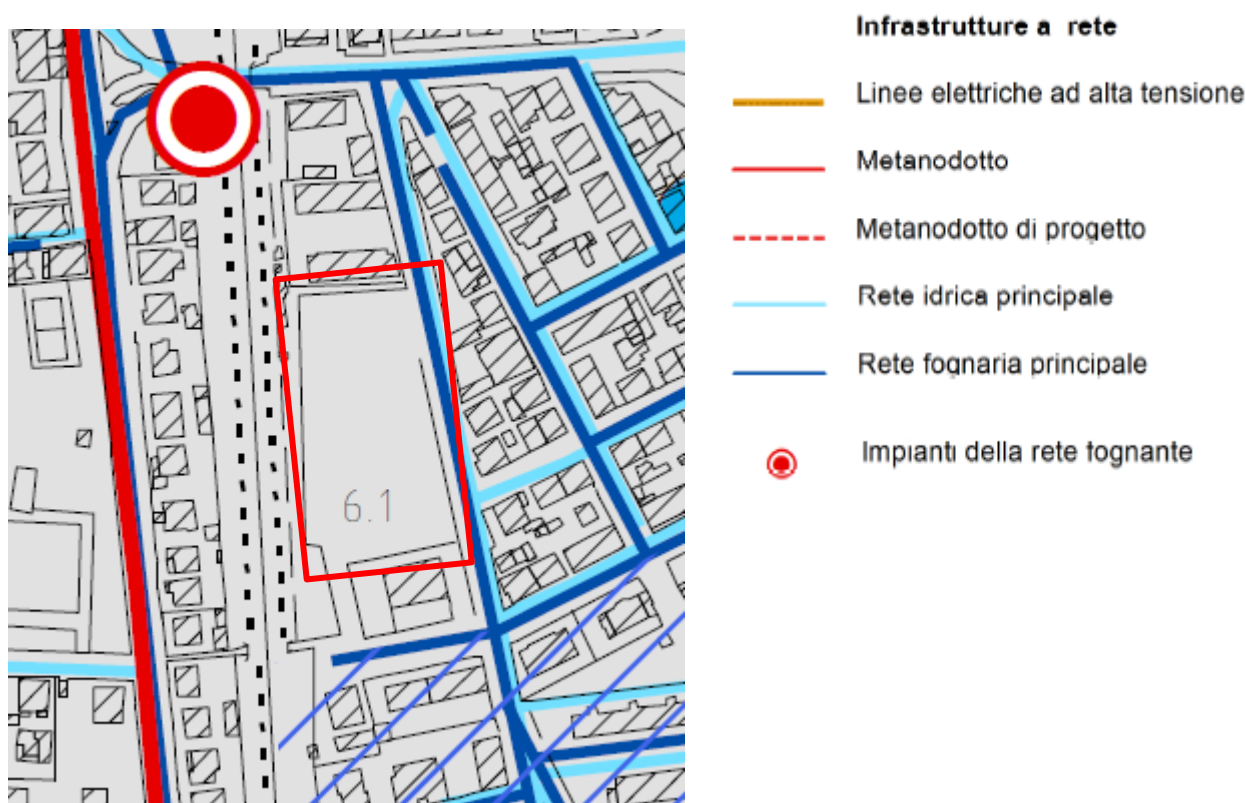 Infrastrutture a rete
Linee elettriche ad alta tensione
Metanodotto
Metanodotto di progetto
Rete idrica principale
Rete fognaria principale
Impianti della rete fognante
6.1